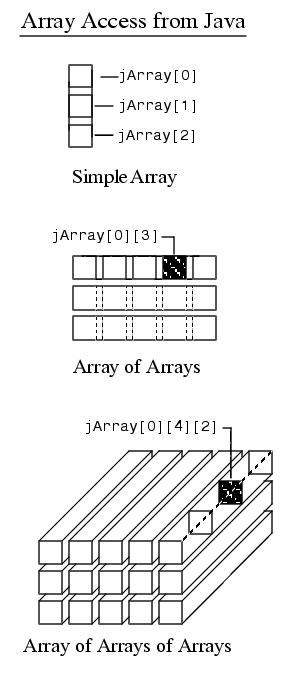 Array Access from Java
jArray[0]
jArray[1]
jArray[2]
Simple Array
jArray[0][3]
Array of Arrays
jArray[0][4][2]
Array of Arrays of Arrays